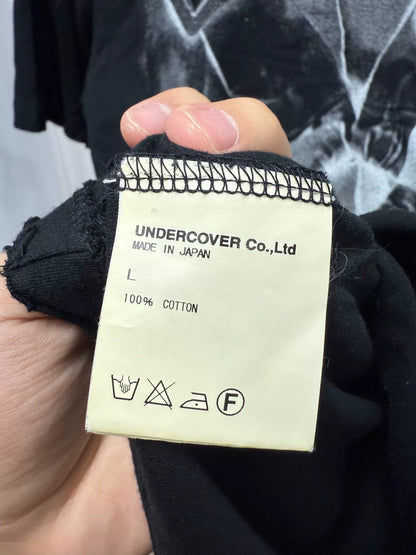 UNDERCOVER Co.,Ltd
MADE IN JAPAN
L
100% COTTON
F